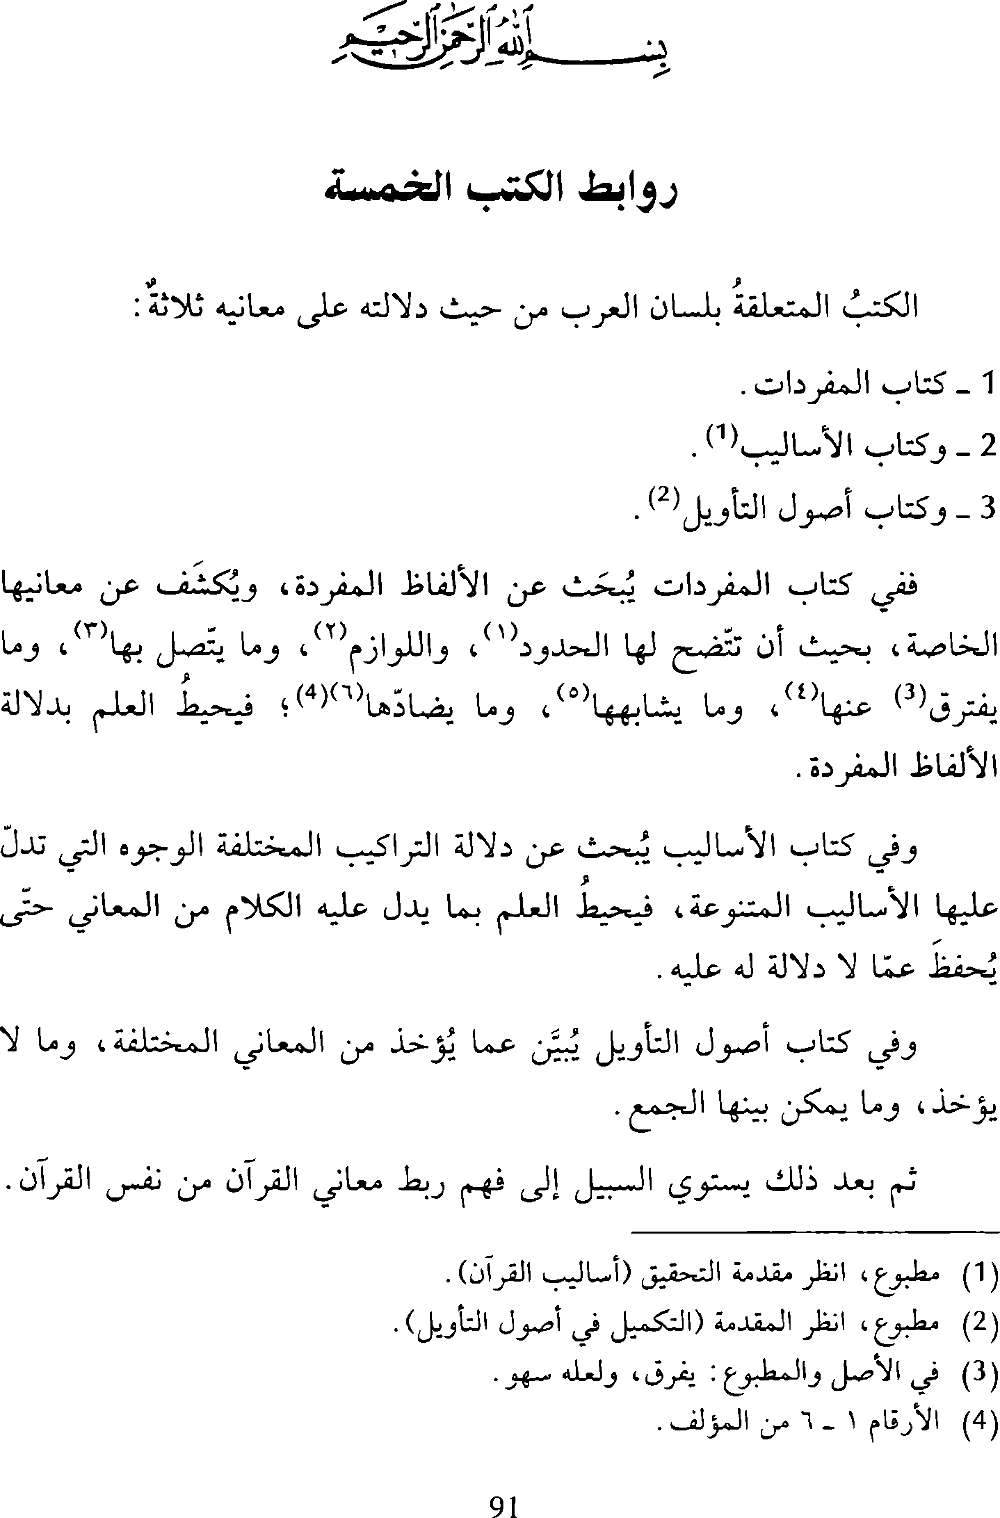 بسم الله الرحمن الرحيم
روابط الكتب الخمسة
الكتبُ المتعلقةُ بلسان العرب من حيث دلالته على معانيه ثلاثةٌ:
1 ـ كتاب المفردات.
2 ـ وكتاب الأساليب(1).
3 ـ وكتاب أصول التأويل(2).
ففي كتاب المفردات يُبحَث عن الألفاظ المفردة، ويُكشَف عن معانيها
الخاصة، بحيث أن تتّضح لها الحدود(١)، واللوازم(٢)، وما يتّصل بها(٣)، وما
يفترق(3) عنها(٤)، وما يشابهها(٥)، وما يضادّها(٦)(4)؛ فيحيطُ العلم بدلالة
الألفاظ المفردة.
وفي كتاب الأساليب يُبحث عن دلالة التراكيب المختلفة الوجوه التي تدلّ
عليها الأساليب المتنوعة، فيحيطُ العلم بما يدل عليه الكلام من المعاني حتّى
يُحفظَ عمّا لا دلالة له عليه.
وفي كتاب أصول التأويل يُبيَّن عما يُؤخذ من المعاني المختلفة، وما لا
يؤخذ، وما يمكن بينها الجمع.
ثم بعد ذلك يستوي السبيل إلى فهم ربط معاني القرآن من نفس القرآن.
(1) مطبوع، انظر مقدمة التحقيق (أساليب القرآن).
(2) مطبوع، انظر المقدمة (التكميل في أصول التأويل).
(3) في الأصل والمطبوع: يفرق، ولعله سهو.
(4) الأرقام ١ ـ ٦ من المؤلف.
91